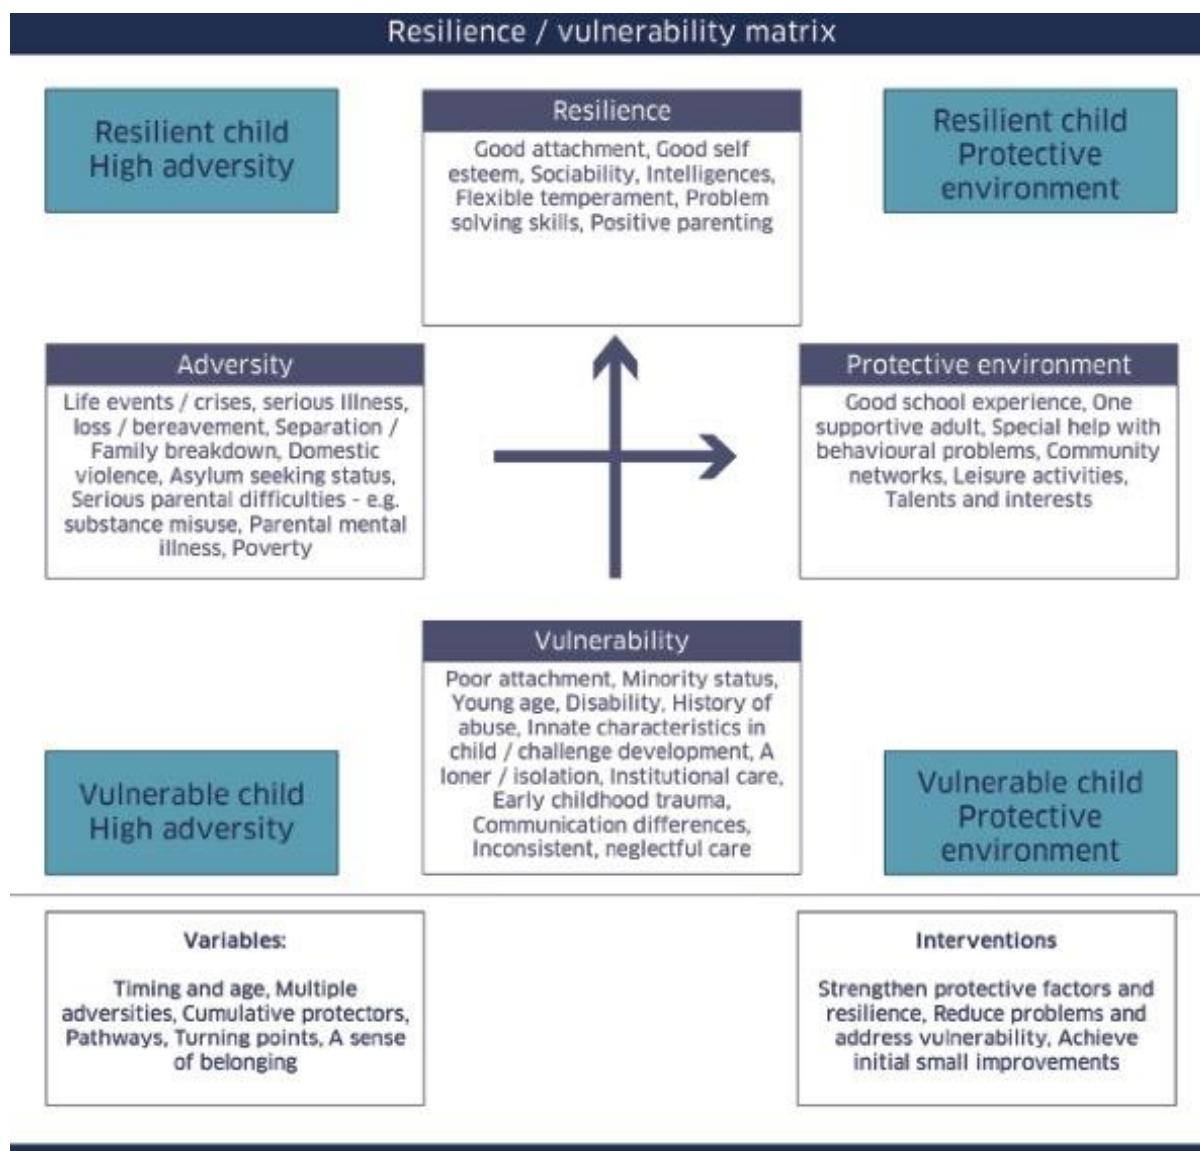 Resilience / vulnerability matrix
Resilient child
High adversity
Resilience
Good attachment, Good self
esteem, Sociability, Intelligences,
Flexible temperament, Problem
solving skills, Positive parenting
Resilient child
Protective
environment
Adversity
Life events / crises, serious Illness,
loss / bereavement, Separation /
Family breakdown, Domestic
violence, Asylum seeking status,
Serious parental difficulties - e.g.
substance misuse, Parental mental
illness, Poverty
Protective environment
Good school experience, One
supportive adult, Special help with
behavioural problems, Community
networks, Leisure activities,
Talents and interests
Vulnerability
Poor attachment, Minority status,
Young age, Disability, History of
abuse, Innate characteristics in
child / challenge development, A
loner / isolation, Institutional care,
Early childhood trauma,
Communication differences,
Inconsistent, neglectful care
Vulnerable child
High adversity
Vulnerable child
Protective
environment
Variables:
Timing and age, Multiple
adversities, Cumulative protectors,
Pathways, Turning points, A sense
of belonging
Interventions
Strengthen protective factors and
resilience, Reduce problems and
address vulnerability, Achieve
initial small improvements